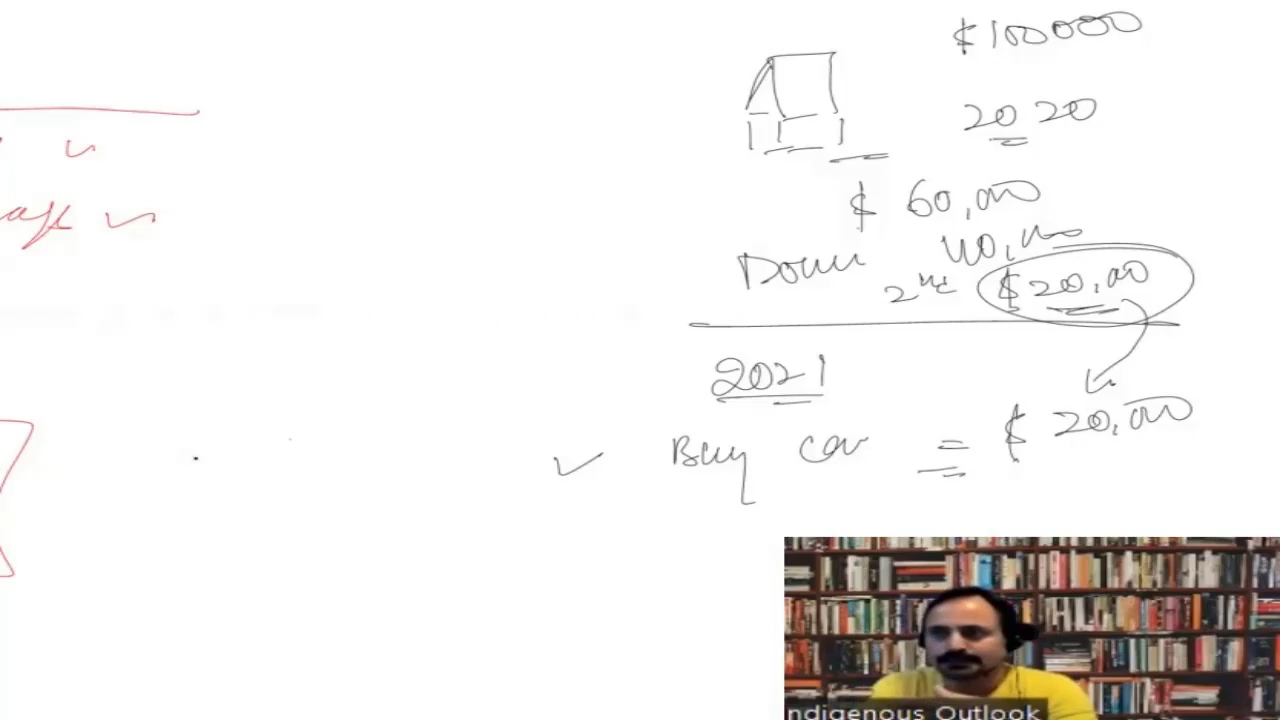 $100000
2020
$ 60,000
Down 40,000
2nd $20,000
2021
Buy car = $ 20,000
ndigenous Outlook